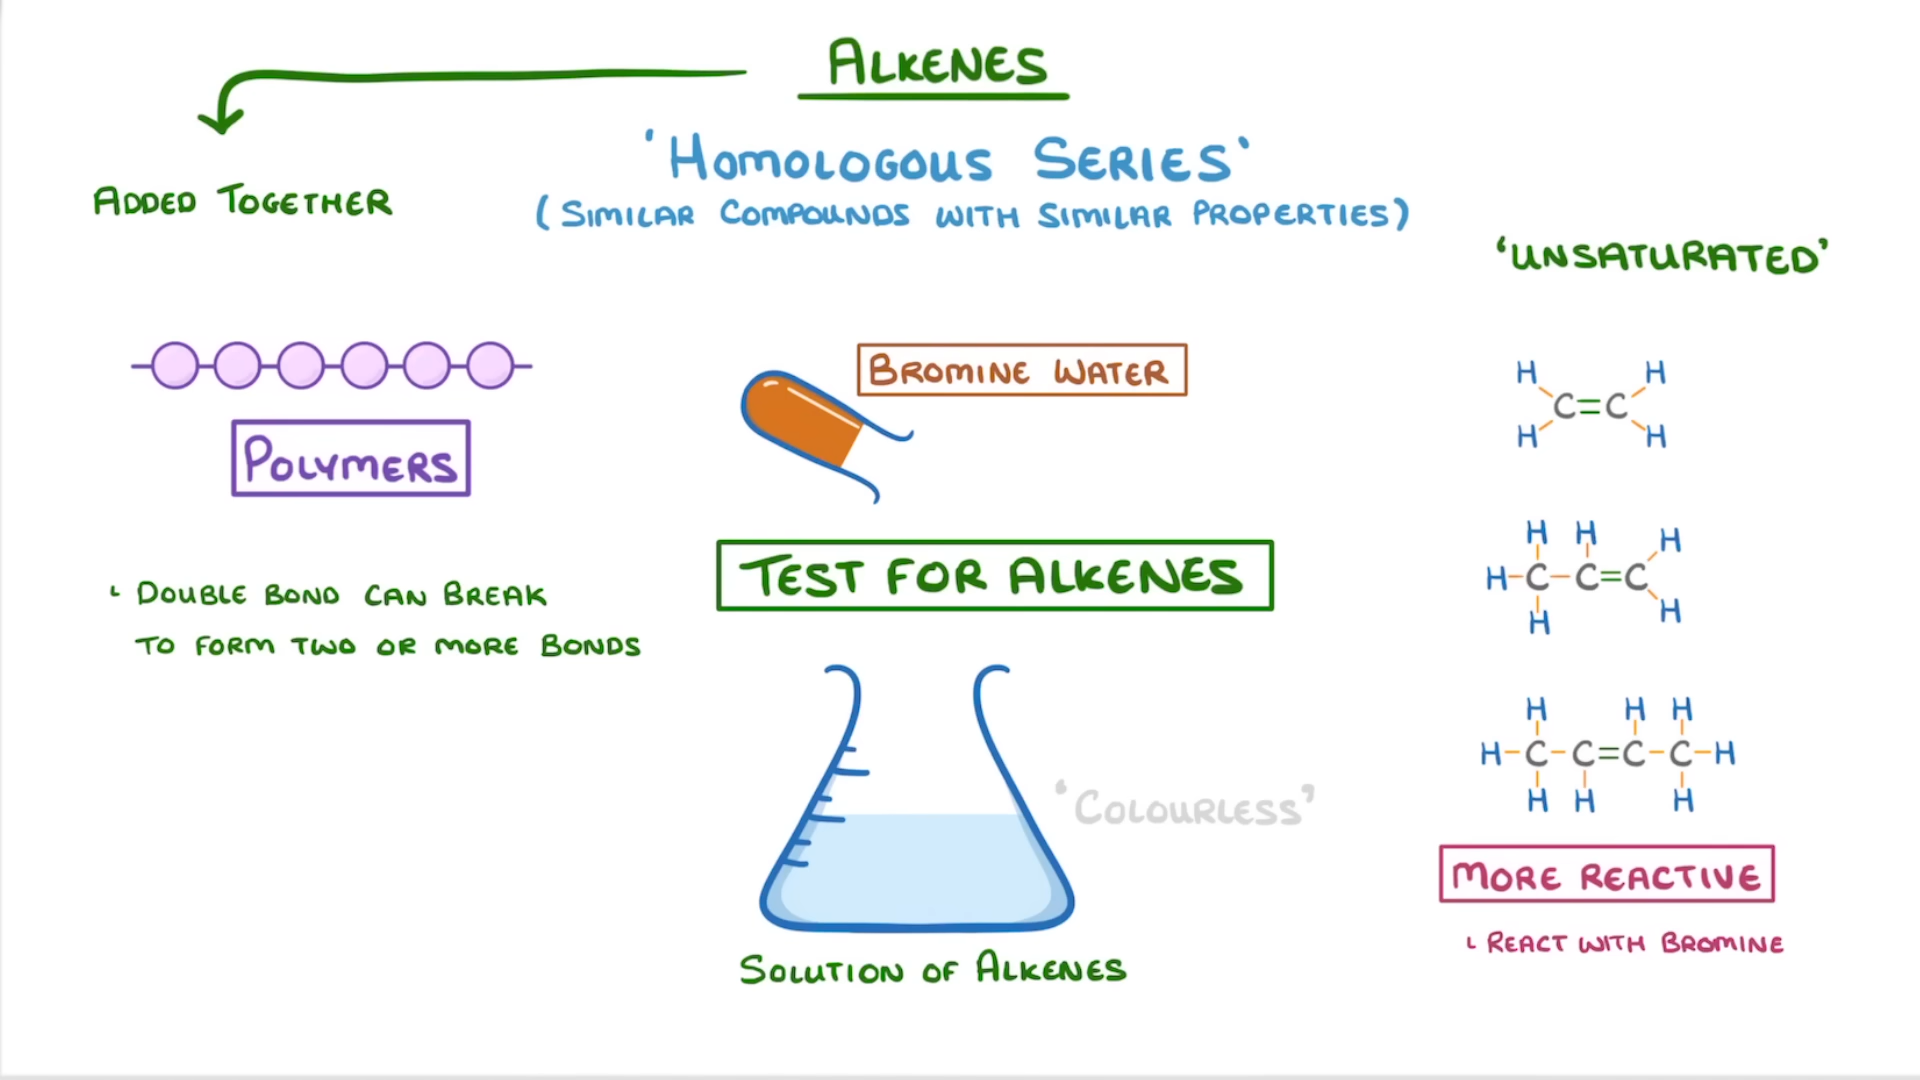 ALKENES
'HOMOLOGOUS SERIES'
(SIMILAR COMPOUNDS WITH SIMILAR PROPERTIES)
ADDED TOGETHER
POLYMERS
DOUBLE BOND CAN BREAK
TO FORM TWO OR MORE BONDS
BROMINE WATER
TEST FOR ALKENES
'COLOURLESS'
SOLUTION OF ALKENES
'UNSATURATED'
H H
C=C
H H
H H H
H-C-C=C
H H
H H H
H-C-C=C-C-H
H H H
MORE REACTIVE
REACT WITH BROMINE